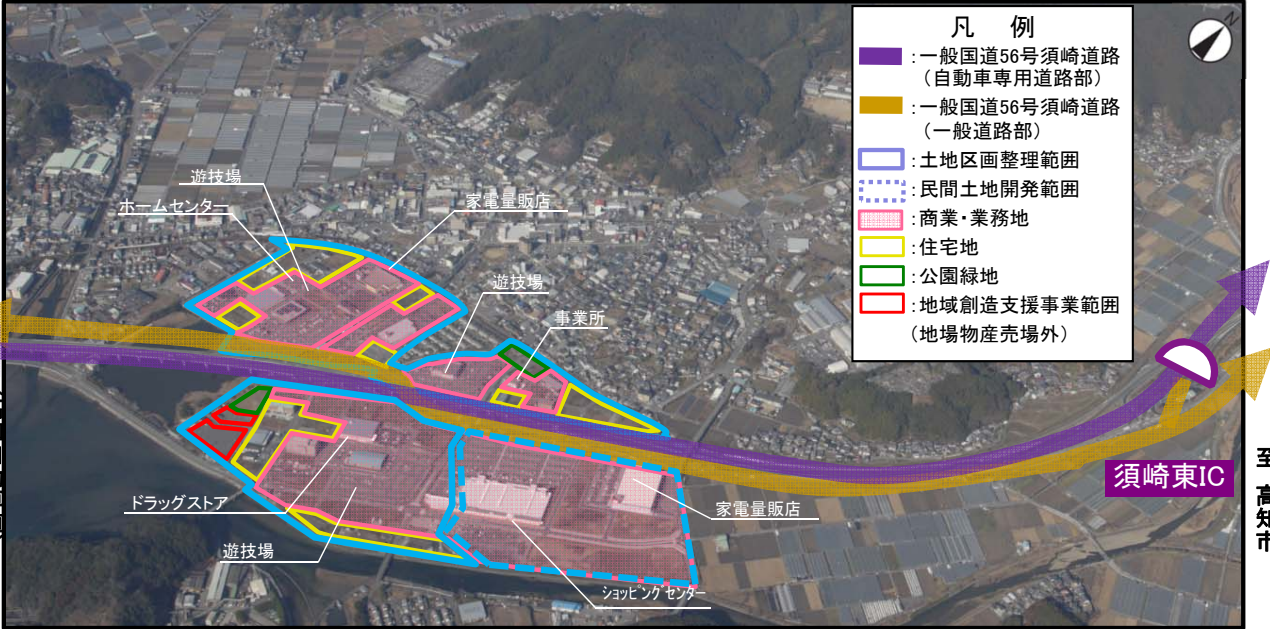 凡 例
:一般国道56号須崎道路
(自動車専用道路部)
:一般国道56号須崎道路
(一般道路部)
:土地区画整理範囲
:民間土地開発範囲
:商業・業務地
:住宅地
:公園緑地
:地域創造支援事業範囲
(地場物産売場外)
N
遊技場
ホームセンター
家電量販店
遊技場
事業所
須崎東IC
至 高知市
ドラッグストア
家電量販店
遊技場
ショッピングセンター